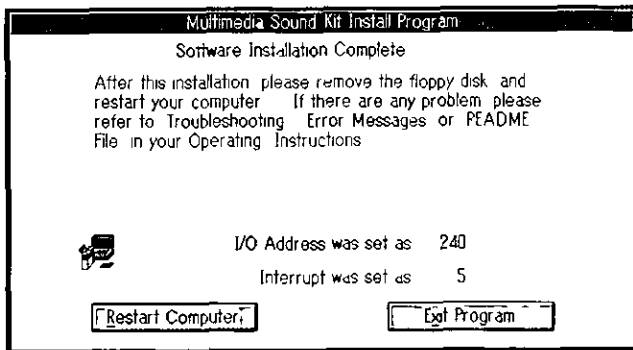 Multimedia Sound Kit Install Program
Software Installation Complete
After this installation please remove the floppy disk and
restart your computer If there are any problem please
refer to Troubleshooting Error Messages or README
File in your Operating Instructions
I/O Address was set as 240
Interrupt was set as 5
Restart Computer
Exit Program